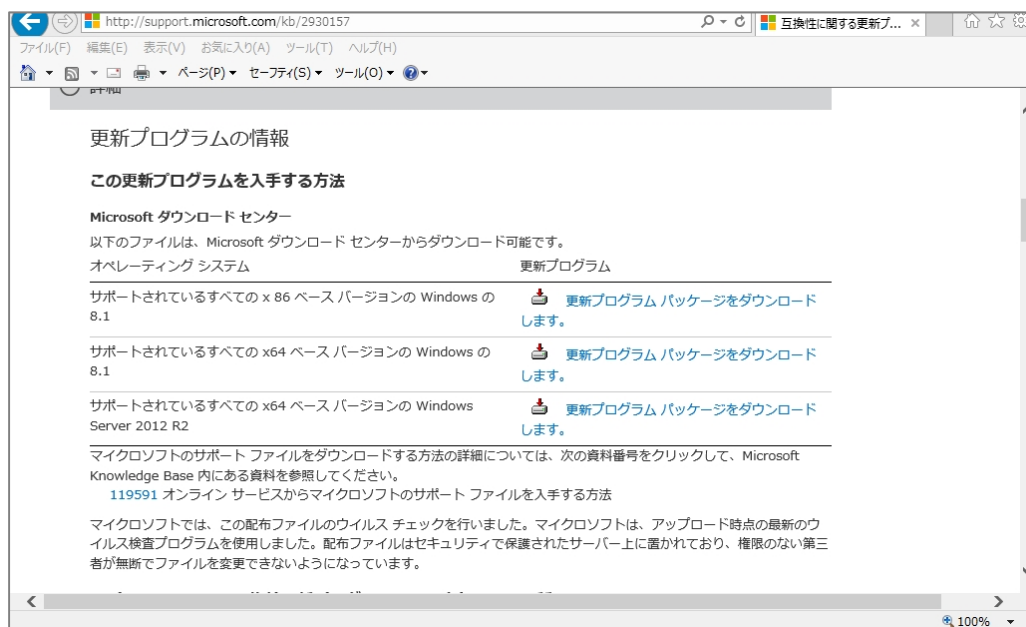 http://support.microsoft.com/kb/2930157
互換性に関する更新プ...
ファイル(F) 編集(E) 表示(V) お気に入り(A) ツール(T) ヘルプ(H)
ページ(P) セーフティ(S) ツール(O)
詳細
更新プログラムの情報
この更新プログラムを入手する方法
Microsoft ダウンロード センター
以下のファイルは、Microsoft ダウンロード センターからダウンロード可能です。
オペレーティング システム 更新プログラム
サポートされているすべての x 86 ベース バージョンの Windows の
8.1
更新プログラム パッケージをダウンロード
します。
サポートされているすべての x64 ベース バージョンの Windows の
8.1
更新プログラム パッケージをダウンロード
します。
サポートされているすべての x64 ベース バージョンの Windows
Server 2012 R2
更新プログラム パッケージをダウンロード
します。
マイクロソフトのサポート ファイルをダウンロードする方法の詳細については、次の資料番号をクリックして、Microsoft
Knowledge Base 内にある資料を参照してください。
119591 オンライン サービスからマイクロソフトのサポート ファイルを入手する方法
マイクロソフトでは、この配布ファイルのウイルス チェックを行いました。マイクロソフトは、アップロード時点の最新のウ
イルス検査プログラムを使用しました。配布ファイルはセキュリティで保護されたサーバー上に置かれており、権限のない第三
者が無断でファイルを変更できないようになっています。
100%